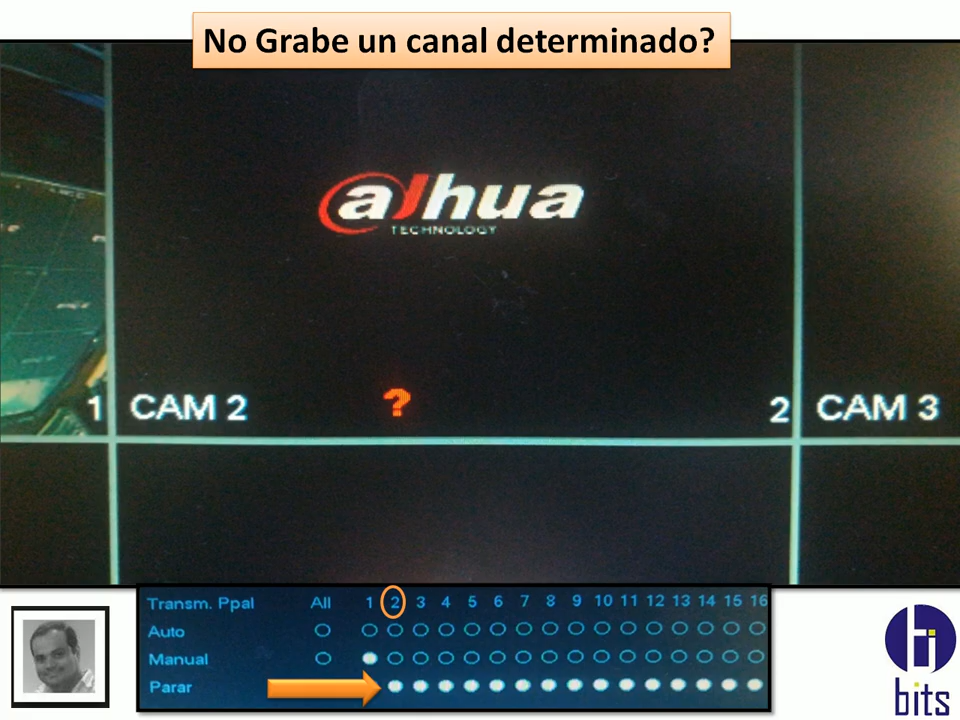 No Grabe un canal determinado?
alhua
TECHNOLOGY
1 CAM 2 ? 2 CAM 3
Transm. Ppal All 1 2 3 4 5 6 7 8 9 10 11 12 13 14 15 16
Auto
Manual
Parar
hj
bits